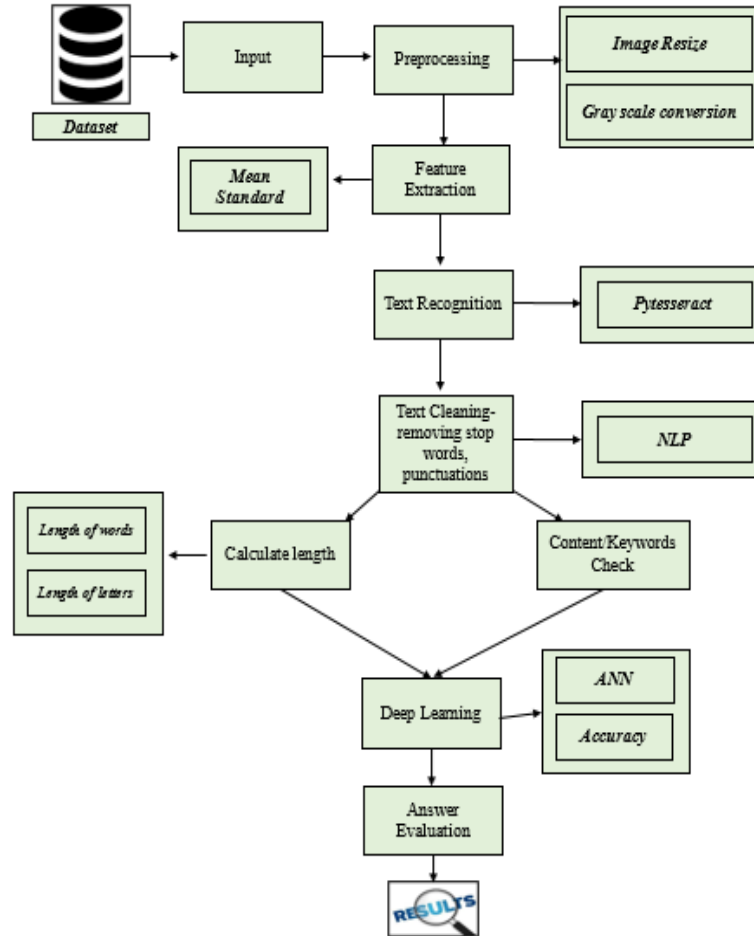 Dataset
Input
Preprocessing
Image Resize
Gray scale conversion
Feature
Extraction
Mean
Standard
Text Recognition
Pytesseract
Text Cleaning-
removing stop
words,
punctuations
NLP
Length of words
Length of letters
Calculate length
Content/Keywords
Check
Deep Learning
ANN
Accuracy
Answer
Evaluation
RESULTS